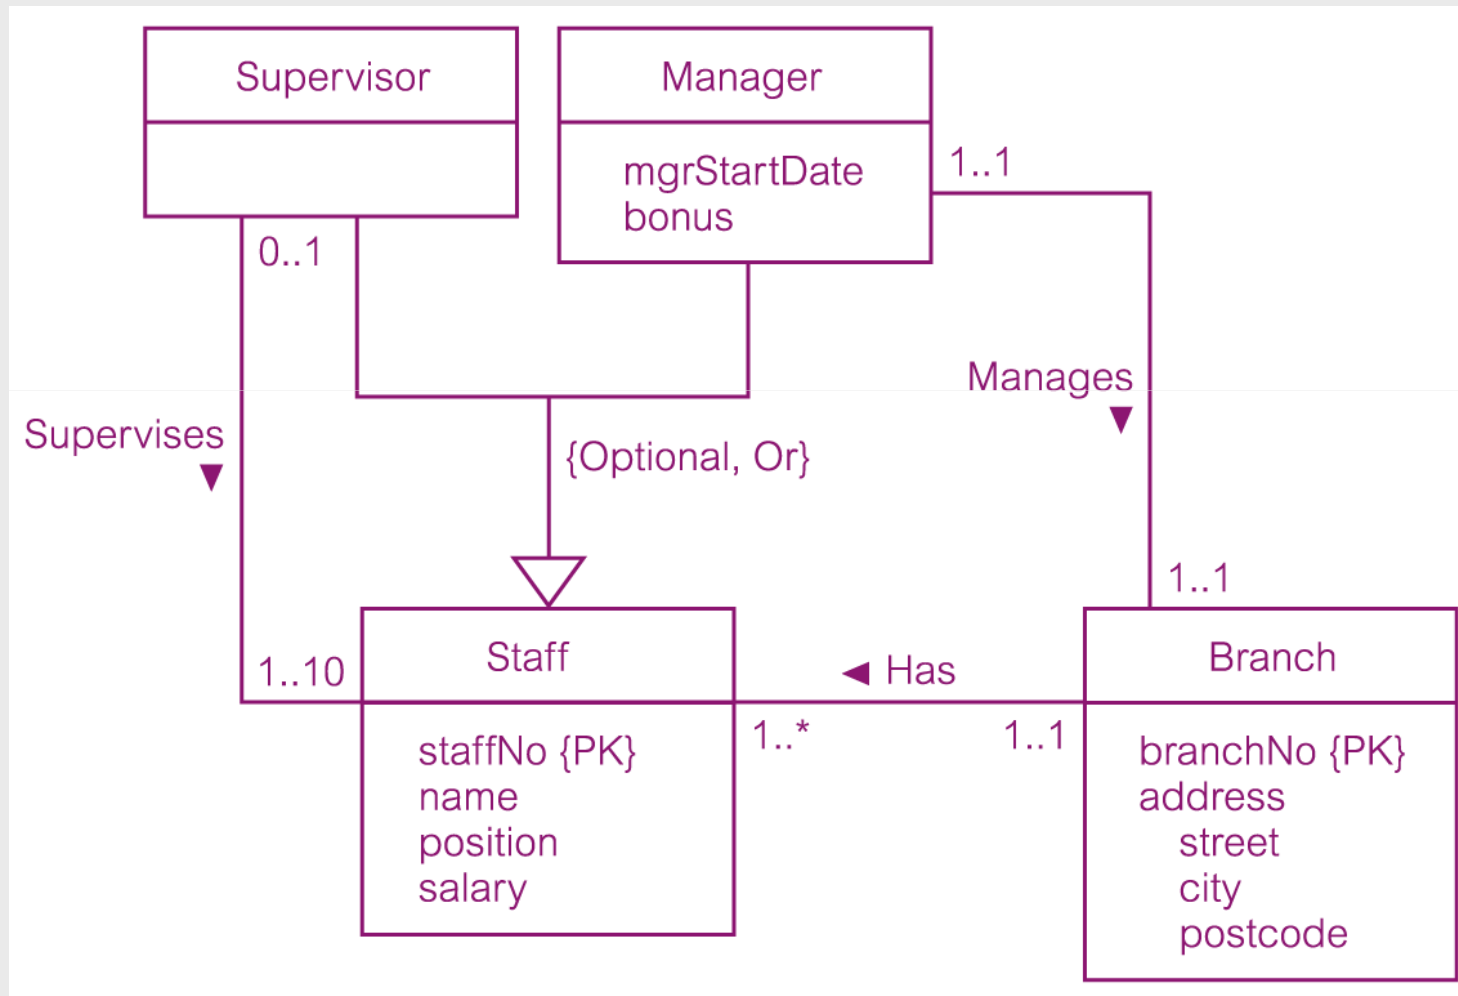 Supervisor
Manager
mgrStartDate
bonus
1..1
0..1
Manages
▼
Supervises
▼
{Optional, Or}
1..1
1..10
Staff
◄ Has
Branch
1..*
1..1
staffNo {PK}
name
position
salary
branchNo {PK}
address
street
city
postcode